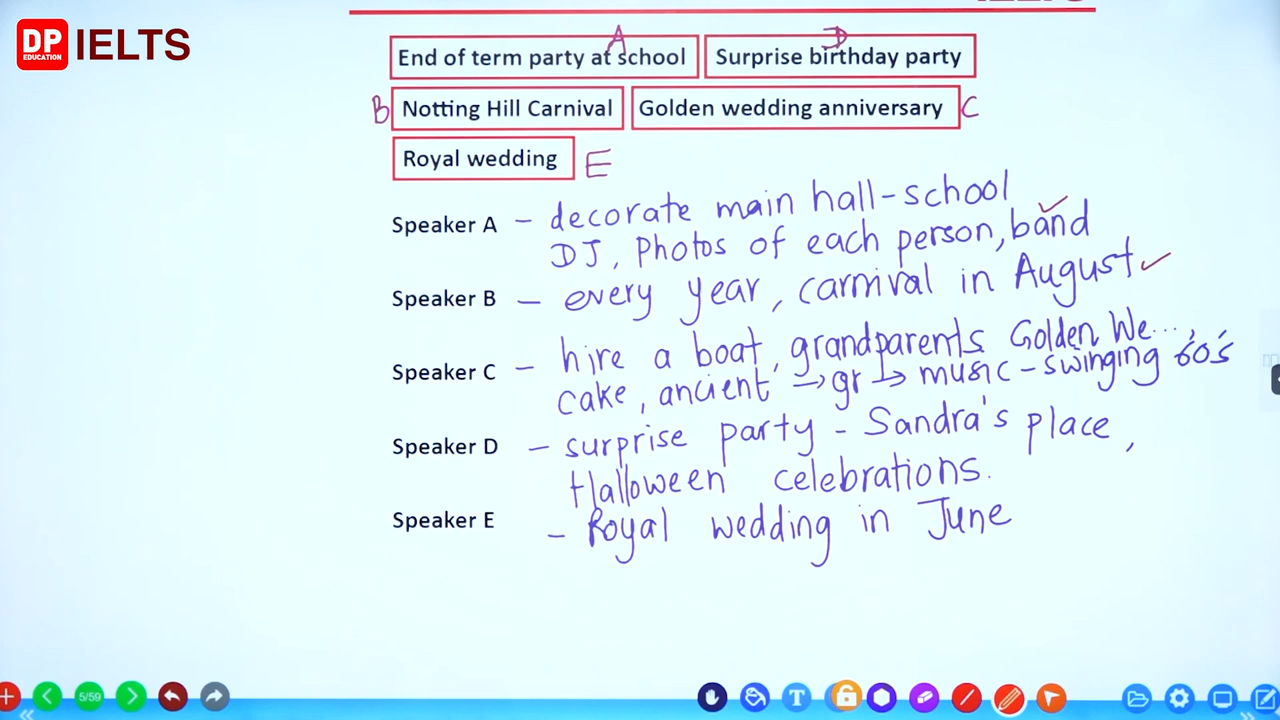 DP
EDUCATION
IELTS
A
D
End of term party at school
Surprise birthday party
B
Notting Hill Carnival
Golden wedding anniversary
C
Royal wedding
E
Speaker A – decorate main hall – school
DJ, Photos of each person, band
Speaker B – every year, carnival in August
Speaker C – hire a boat, grandparents Golden We...,
cake, ancient → gr → music – swinging 60's
Speaker D – surprise party – Sandra's place,
Halloween celebrations.
Speaker E – Royal wedding in June
5/59
T